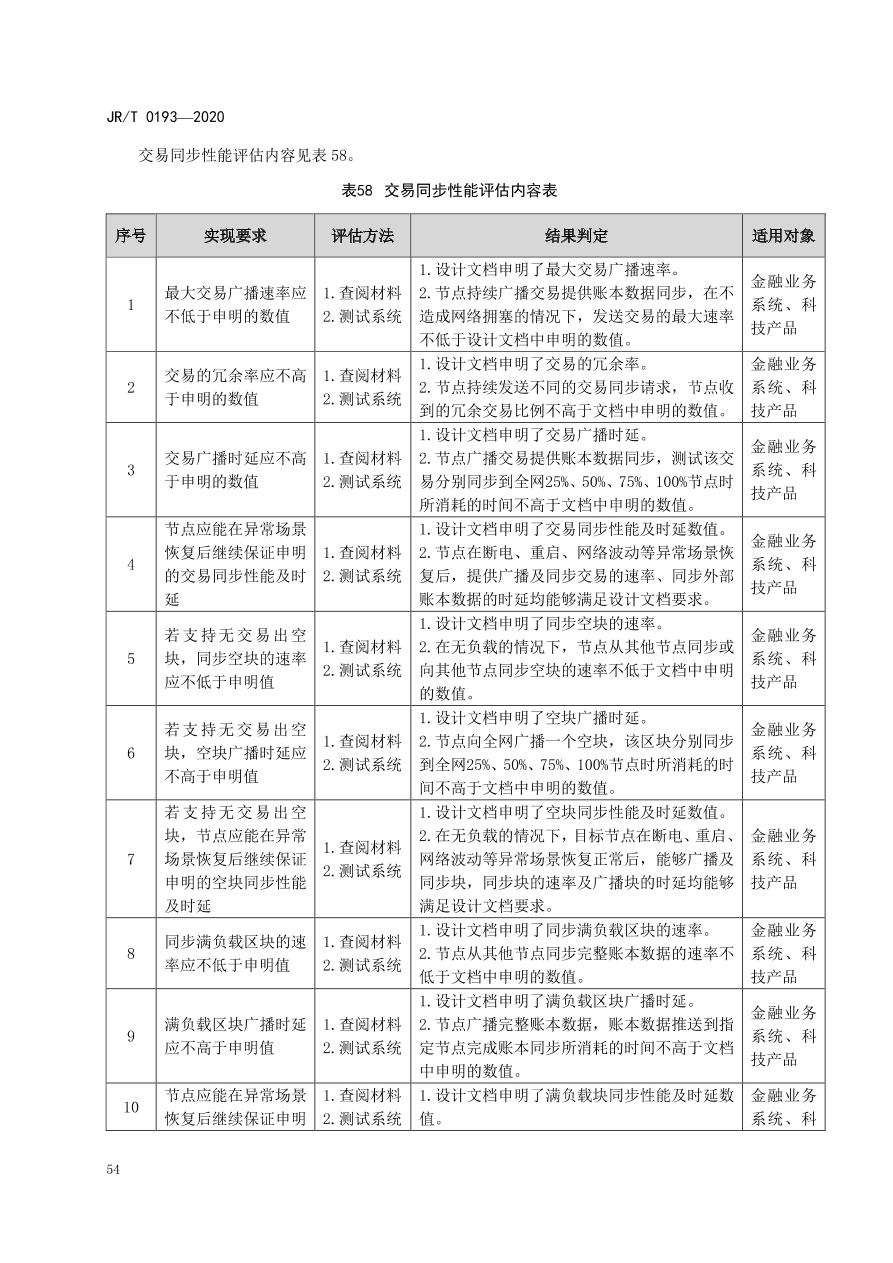 JR/T 0193—2020
交易同步性能评估内容见表 58。
表58 交易同步性能评估内容表
序号 实现要求 评估方法 结果判定 适用对象
1
最大交易广播速率应
不低于申明的数值
1.查阅材料
2.测试系统
1.设计文档申明了最大交易广播速率。
2.节点持续广播交易提供账本数据同步，在不
造成网络拥塞的情况下，发送交易的最大速率
不低于设计文档中申明的数值。
金融业务
系统、科
技产品
2
交易的冗余率应不高
于申明的数值
1.查阅材料
2.测试系统
1.设计文档申明了交易的冗余率。
2.节点持续发送不同的交易同步请求，节点收
到的冗余交易比例不高于文档中申明的数值。
金融业务
系统、科
技产品
3
交易广播时延应不高
于申明的数值
1.查阅材料
2.测试系统
1.设计文档申明了交易广播时延。
2.节点广播交易提供账本数据同步，测试该交
易分别同步到全网25%、50%、75%、100%节点时
所消耗的时间不高于文档中申明的数值。
金融业务
系统、科
技产品
4
节点应能在异常场景
恢复后继续保证申明
的交易同步性能及时
延
1.查阅材料
2.测试系统
1.设计文档申明了交易同步性能及时延数值。
2.节点在断电、重启、网络波动等异常场景恢
复后，提供广播及同步交易的速率、同步外部
账本数据的时延均能够满足设计文档要求。
金融业务
系统、科
技产品
5
若支持无交易出空
块，同步空块的速率
应不低于申明值
1.查阅材料
2.测试系统
1.设计文档申明了同步空块的速率。
2.在无负载的情况下，节点从其他节点同步或
向其他节点同步空块的速率不低于文档中申明
的数值。
金融业务
系统、科
技产品
6
若支持无交易出空
块，空块广播时延应
不高于申明值
1.查阅材料
2.测试系统
1.设计文档申明了空块广播时延。
2.节点向全网广播一个空块，该区块分别同步
到全网25%、50%、75%、100%节点时所消耗的时
间不高于文档中申明的数值。
金融业务
系统、科
技产品
7
若支持无交易出空
块，节点应能在异常
场景恢复后继续保证
申明的空块同步性能
及时延
1.查阅材料
2.测试系统
1.设计文档申明了空块同步性能及时延数值。
2.在无负载的情况下，目标节点在断电、重启、
网络波动等异常场景恢复正常后，能够广播及
同步块，同步块的速率及广播块的时延均能够
满足设计文档要求。
金融业务
系统、科
技产品
8
同步满负载区块的速
率应不低于申明值
1.查阅材料
2.测试系统
1.设计文档申明了同步满负载区块的速率。
2.节点从其他节点同步完整账本数据的速率不
低于文档中申明的数值。
金融业务
系统、科
技产品
9
满负载区块广播时延
应不高于申明值
1.查阅材料
2.测试系统
1.设计文档申明了满负载区块广播时延。
2.节点广播完整账本数据，账本数据推送到指
定节点完成账本同步所消耗的时间不高于文档
中申明的数值。
金融业务
系统、科
技产品
10
节点应能在异常场景
恢复后继续保证申明
1.查阅材料
2.测试系统
1.设计文档申明了满负载块同步性能及时延数
值。
金融业务
系统、科
54